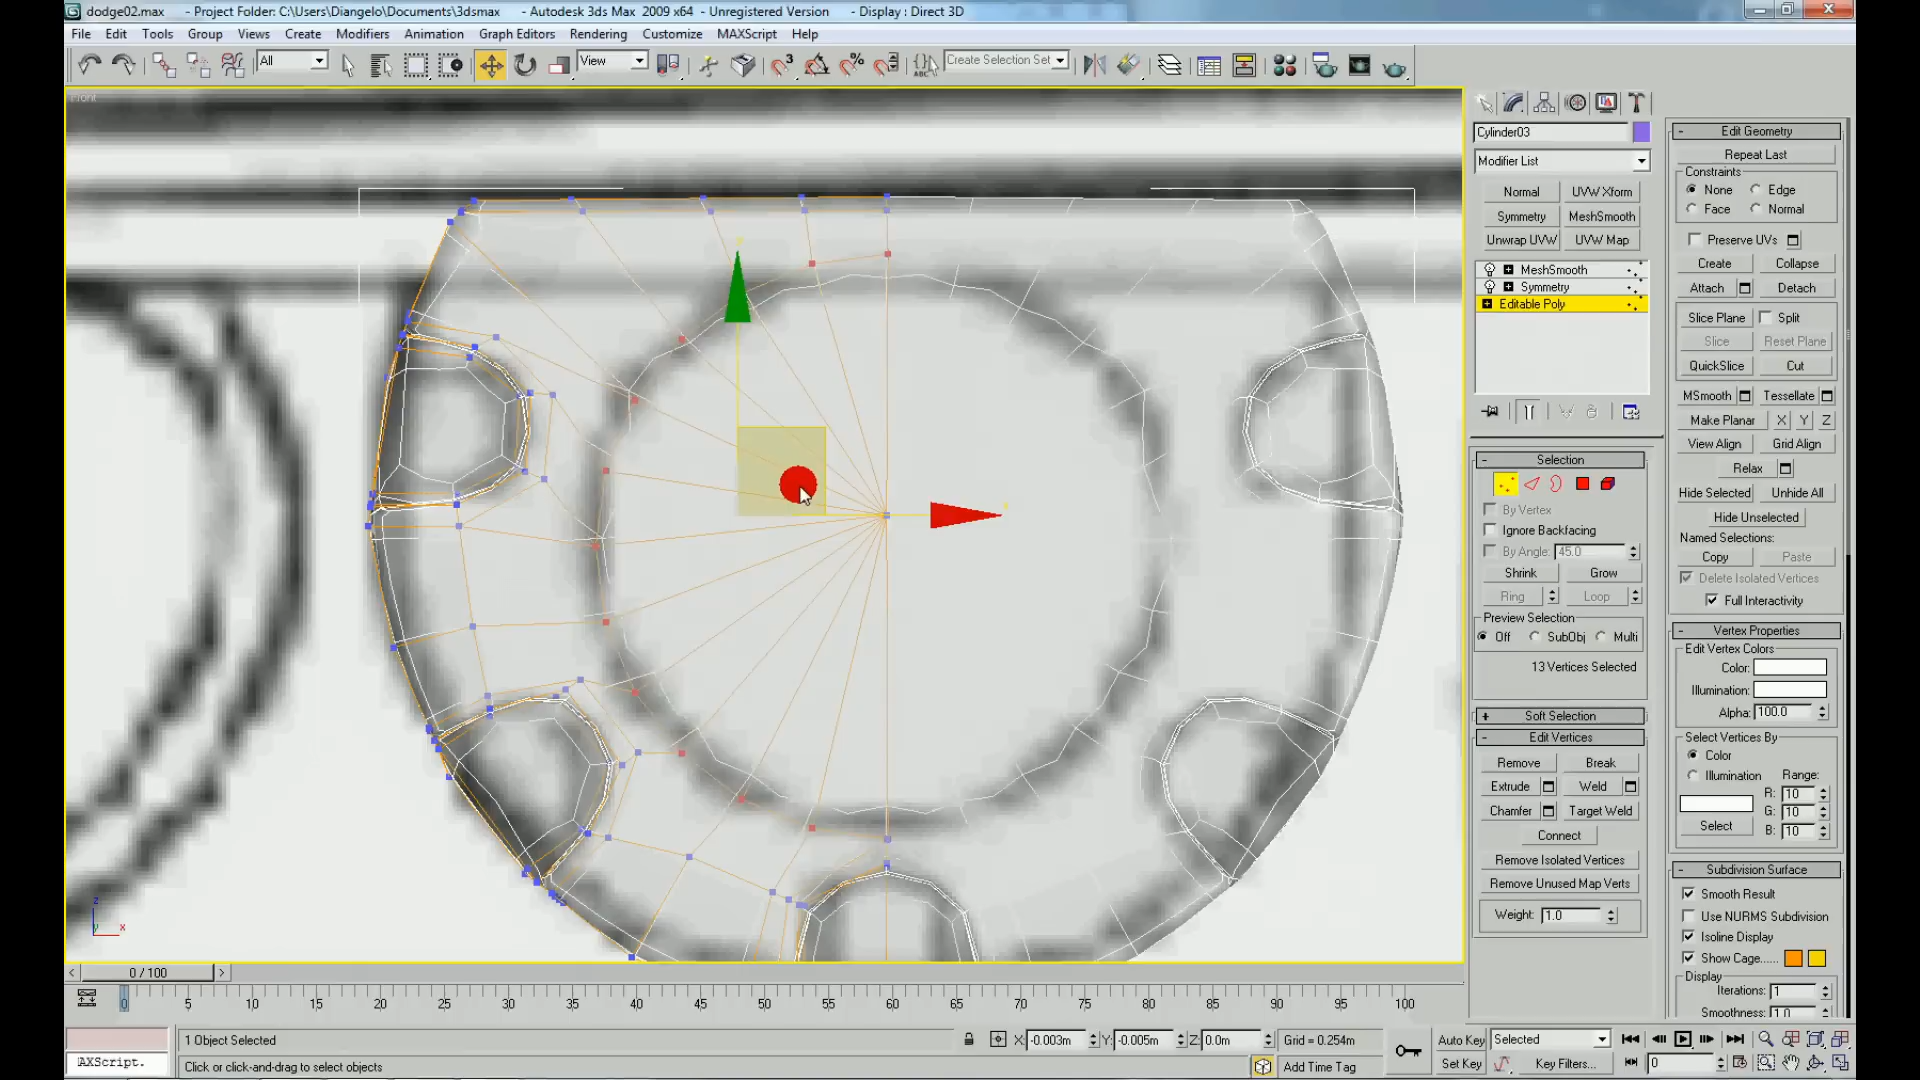 dodge02.max - Project Folder: C:\Users\Diangelo\Documents\3dsmax - Autodesk 3ds Max 2009 x64 - Unregistered Version - Display : Direct 3D
File Edit Tools Group Views Create Modifiers Animation Graph Editors Rendering Customize MAXScript Help
All View Create Selection Set
Front
Cylinder03
Modifier List
Normal UVW Xform
Symmetry MeshSmooth
Unwrap UVW UVW Map
MeshSmooth
Symmetry
Editable Poly
Selection
By Vertex
Ignore Backfacing
By Angle: 45.0
Shrink Grow
Ring Loop
Preview Selection
Off SubObj Multi
13 Vertices Selected
Soft Selection
Edit Vertices
Remove Break
Extrude Weld
Chamfer Target Weld
Connect
Remove Isolated Vertices
Remove Unused Map Verts
Weight: 1.0
Edit Geometry
Repeat Last
Constraints
None Edge
Face Normal
Preserve UVs
Create Collapse
Attach Detach
Slice Plane Split
Slice Reset Plane
QuickSlice Cut
MSmooth Tessellate
Make Planar X Y Z
View Align Grid Align
Relax
Hide Selected Unhide All
Hide Unselected
Named Selections:
Copy Paste
Delete Isolated Vertices
Full Interactivity
Vertex Properties
Edit Vertex Colors
Color:
Illumination:
Alpha: 100.0
Select Vertices By
Color
Illumination Range:
R: 10
G: 10
Select B: 10
Subdivision Surface
Smooth Result
Use NURMS Subdivision
Isoline Display
Show Cage......
Display
Iterations: 1
Smoothness: 1.0
z
y x
< 0 / 100 >
0 5 10 15 20 25 30 35 40 45 50 55 60 65 70 75 80 85 90 95 100
1 Object Selected X: -0.003m Y: -0.005m Z: 0.0m Grid = 0.254m Auto Key Selected
AXScript. Click or click-and-drag to select objects Add Time Tag Set Key Key Filters... 0